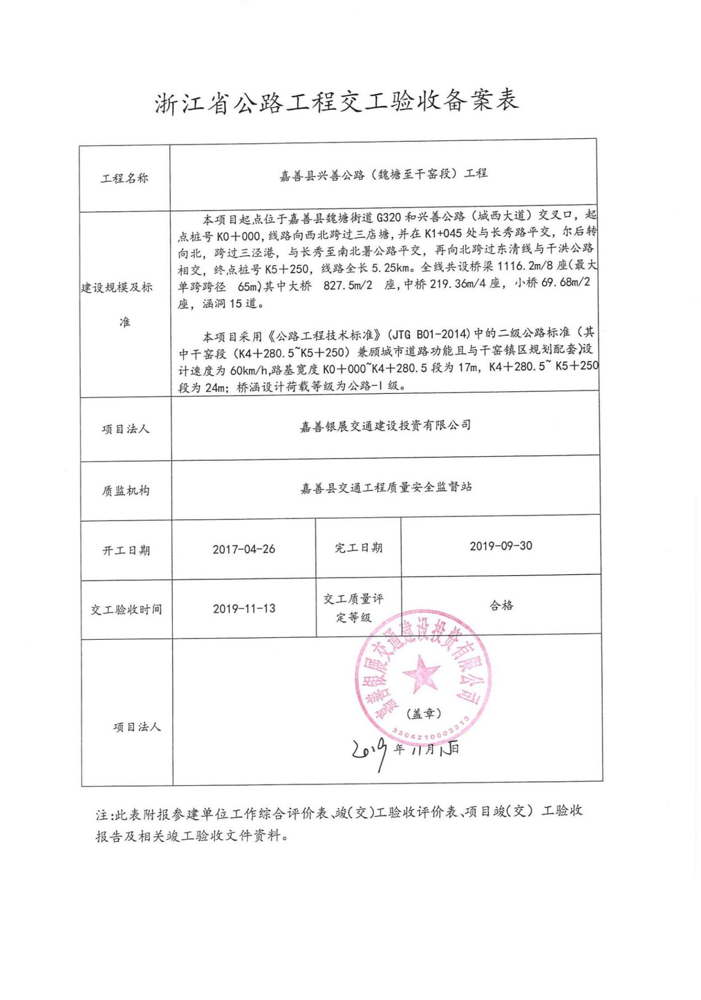 浙江省公路工程交工验收备案表
工程名称
嘉善县兴善公路（魏塘至干窑段）工程
建设规模及标
准
本项目起点位于嘉善县魏塘街道 G320 和兴善公路（城西大道）交叉口，起
点桩号 K0＋000，线路向西北跨过三店塘，并在 K1+045 处与长秀路平交，尔后转
向北，跨过三泾港，与长秀至南北暑公路平交，再向北跨过东清线与干洪公路
相交，终点桩号 K5＋250，线路全长 5.25km。全线共设桥梁 1116.2m/8 座(最大
单跨跨径 65m)其中大桥 827.5m/2 座,中桥 219.36m/4 座，小桥 69.68m/2
座，涵洞 15 道。
本项目采用《公路工程技术标准》(JTG B01-2014)中的二级公路标准（其
中干窑段（K4＋280.5~K5＋250）兼顾城市道路功能且与干窑镇区规划配套)设
计速度为 60km/h,路基宽度 K0＋000~K4＋280.5 段为 17m，K4＋280.5~ K5＋250
段为 24m；桥涵设计荷载等级为公路-Ⅰ级。
项目法人
嘉善银展交通建设投资有限公司
质监机构
嘉善县交通工程质量安全监督站
开工日期
2017-04-26
完工日期
2019-09-30
交工验收时间
2019-11-13
交工质量评
定等级
合格
项目法人
嘉善银展交通建设投资有限公司
（盖章）
3304210003313
2019 年 11 月 15 日
注:此表附报参建单位工作综合评价表、竣(交)工验收评价表、项目竣(交）工验收
报告及相关竣工验收文件资料。